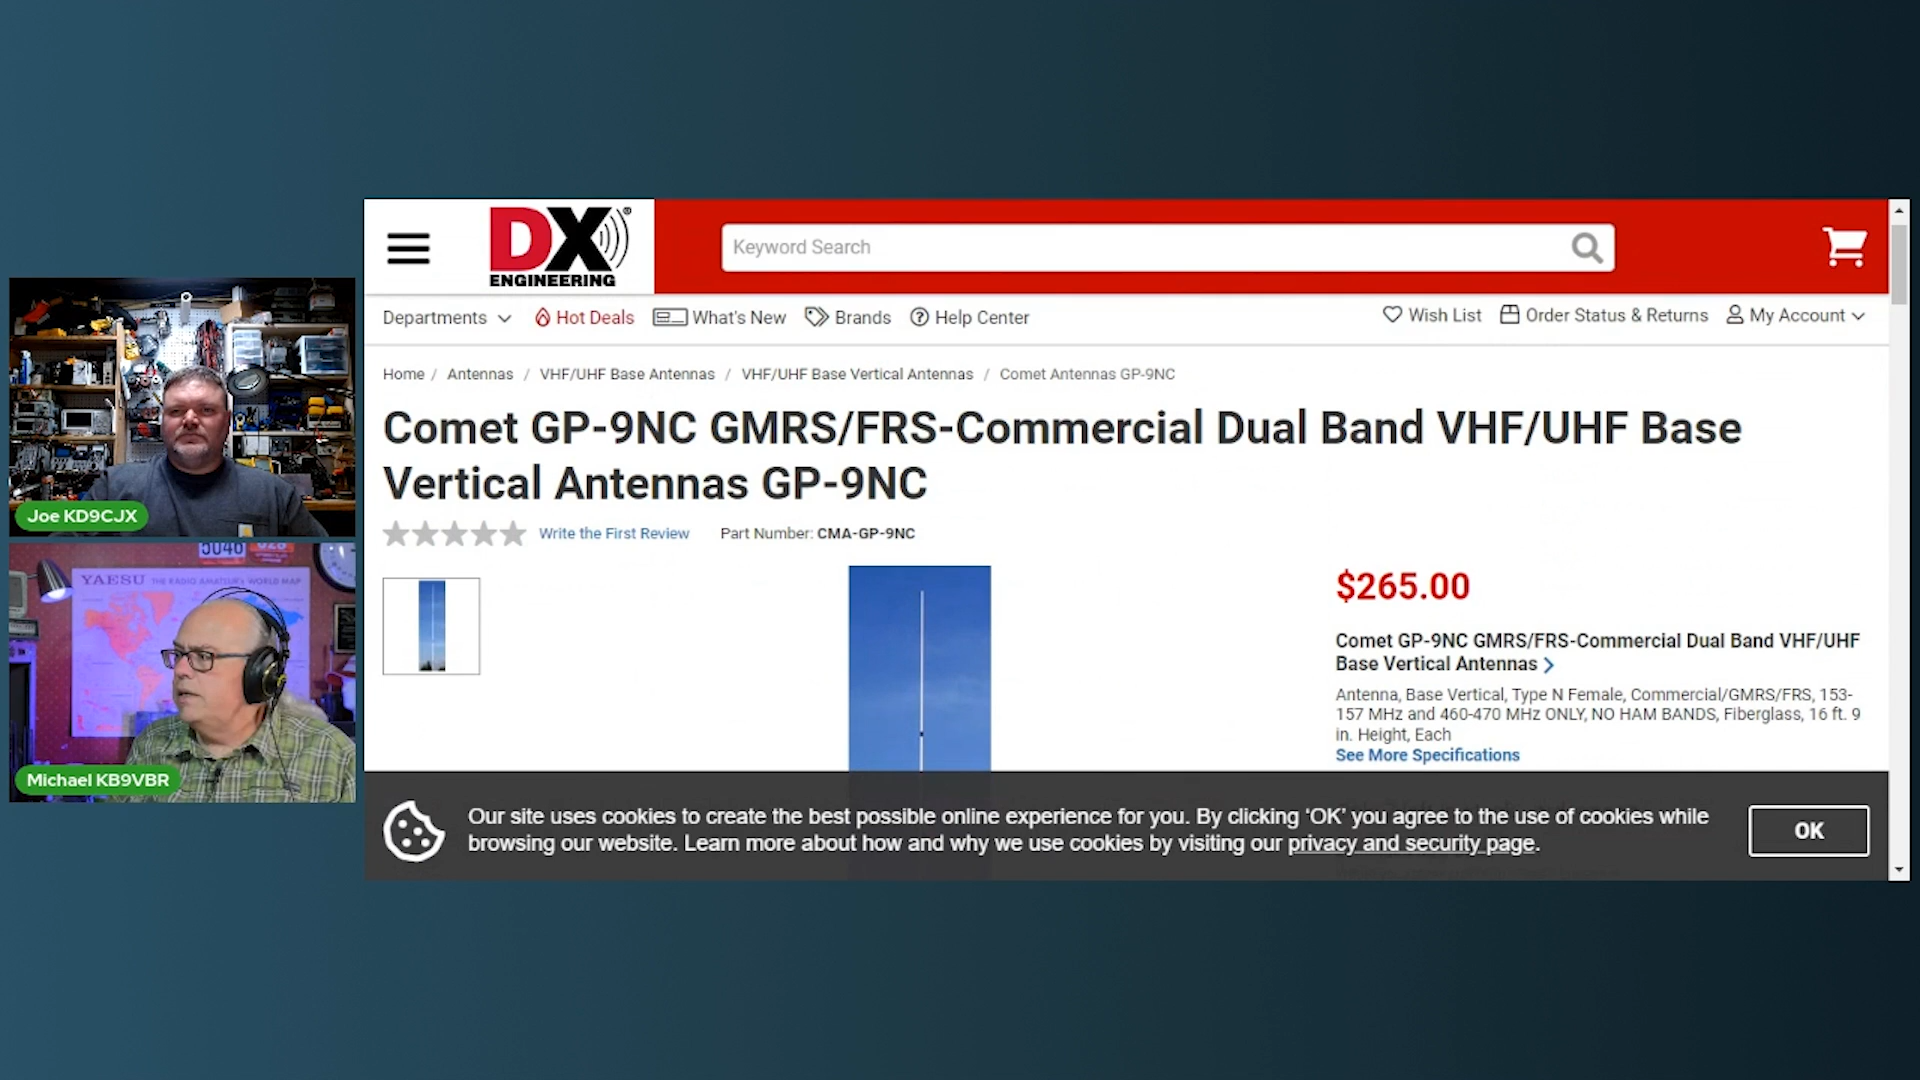 DX®
ENGINEERING
Keyword Search
Departments
Hot Deals
What's New
Brands
Help Center
Wish List
Order Status & Returns
My Account
Home / Antennas / VHF/UHF Base Antennas / VHF/UHF Base Vertical Antennas / Comet Antennas GP-9NC
Comet GP-9NC GMRS/FRS-Commercial Dual Band VHF/UHF Base
Vertical Antennas GP-9NC
Write the First Review
Part Number: CMA-GP-9NC
$265.00
Comet GP-9NC GMRS/FRS-Commercial Dual Band VHF/UHF
Base Vertical Antennas
Antenna, Base Vertical, Type N Female, Commercial/GMRS/FRS, 153-
157 MHz and 460-470 MHz ONLY, NO HAM BANDS, Fiberglass, 16 ft. 9
in. Height, Each
See More Specifications
Our site uses cookies to create the best possible online experience for you. By clicking ‘OK’ you agree to the use of cookies while
browsing our website. Learn more about how and why we use cookies by visiting our privacy and security page.
OK
Joe KD9CJX
YAESU THE RADIO AMATEUR'S WORLD MAP
Michael KB9VBR